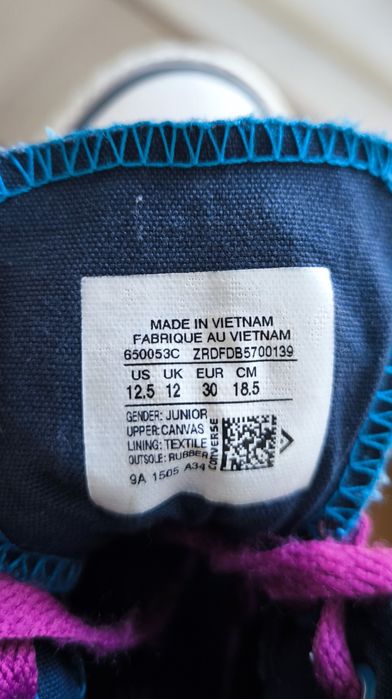 MADE IN VIETNAM
FABRIQUE AU VIETNAM
650053C ZRDFDB5700139
US UK EUR CM
12.5 12 30 18.5
GENDER: JUNIOR
UPPER: CANVAS
LINING: TEXTILE
OUTSOLE: RUBBER
CONVERSE
9A 1505 A34